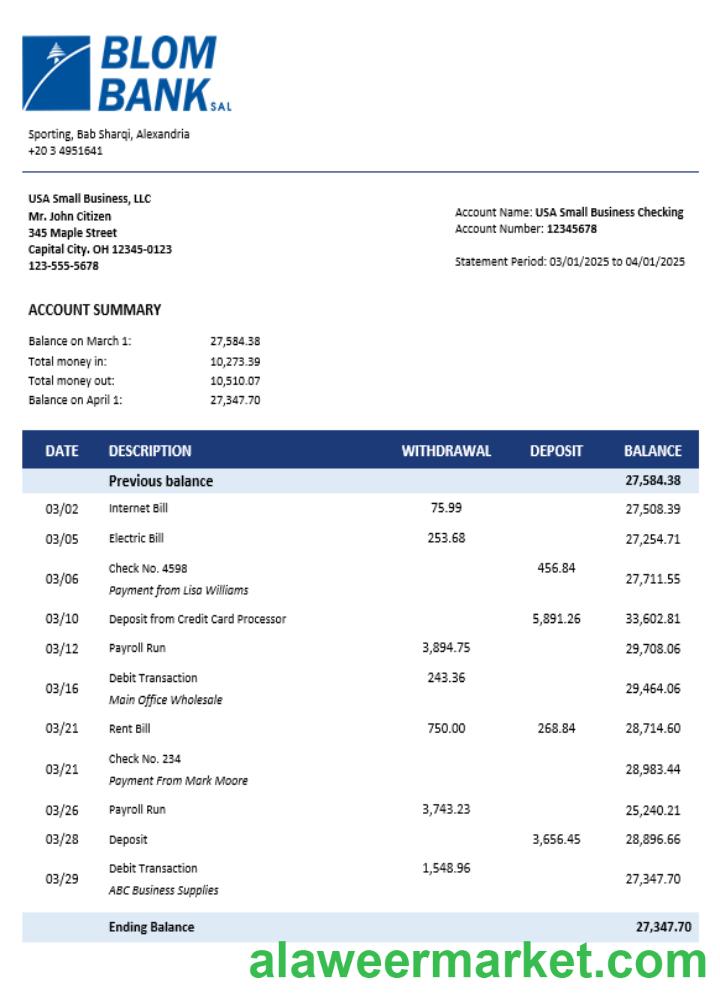 BLOM
BANK SAL
Sporting, Bab Sharqi, Alexandria
+20 3 4951641
USA Small Business, LLC
Mr. John Citizen
345 Maple Street
Capital City. OH 12345-0123
123-555-5678
Account Name: USA Small Business Checking
Account Number: 12345678
Statement Period: 03/01/2025 to 04/01/2025
ACCOUNT SUMMARY
Balance on March 1: 27,584.38
Total money in: 10,273.39
Total money out: 10,510.07
Balance on April 1: 27,347.70
DATE DESCRIPTION WITHDRAWAL DEPOSIT BALANCE
Previous balance 27,584.38
03/02 Internet Bill 75.99 27,508.39
03/05 Electric Bill 253.68 27,254.71
03/06 Check No. 4598 456.84 27,711.55
Payment from Lisa Williams
03/10 Deposit from Credit Card Processor 5,891.26 33,602.81
03/12 Payroll Run 3,894.75 29,708.06
03/16 Debit Transaction 243.36 29,464.06
Main Office Wholesale
03/21 Rent Bill 750.00 268.84 28,714.60
03/21 Check No. 234 28,983.44
Payment From Mark Moore
03/26 Payroll Run 3,743.23 25,240.21
03/28 Deposit 3,656.45 28,896.66
03/29 Debit Transaction 1,548.96 27,347.70
ABC Business Supplies
Ending Balance 27,347.70
alaweermarket.com